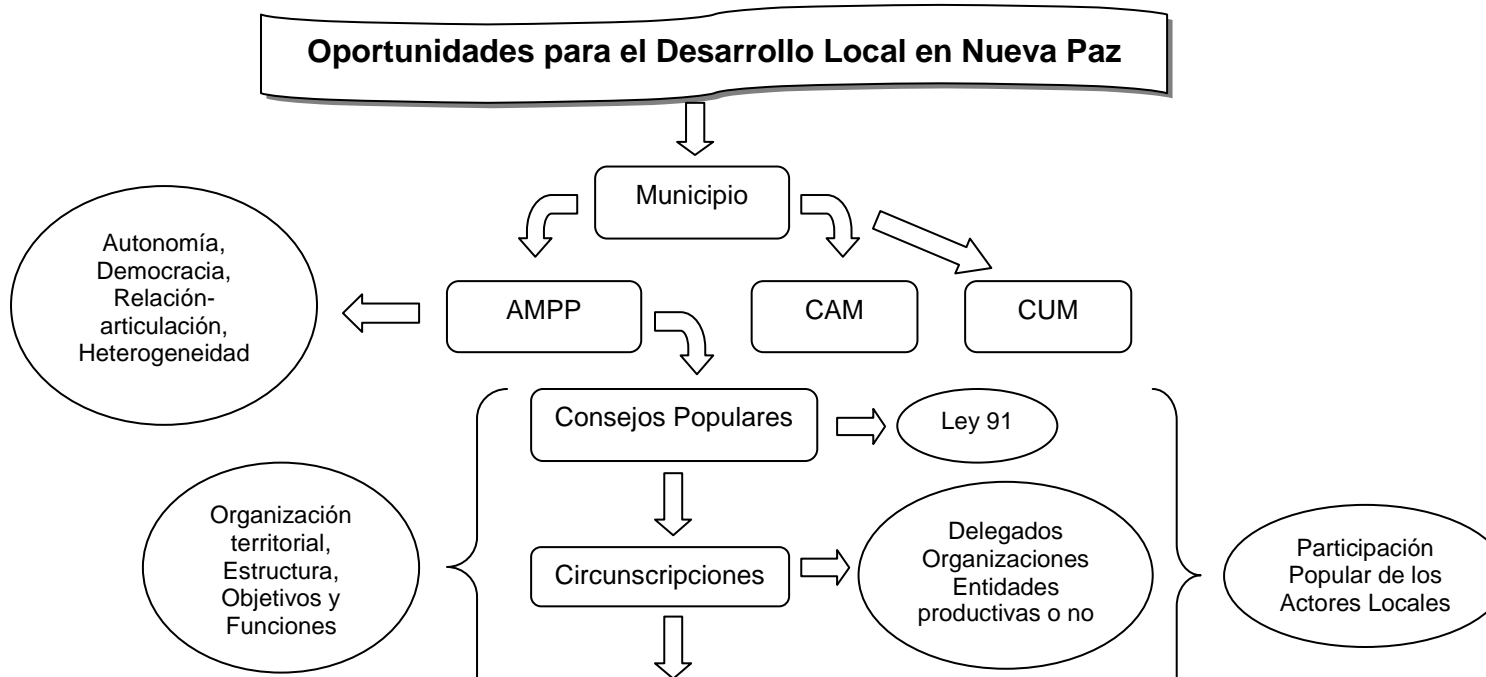 Oportunidades para el Desarrollo Local en Nueva Paz
Municipio
Autonomía,
Democracia,
Relación-
articulación,
Heterogeneidad
AMPP
CAM
CUM
Consejos Populares
Ley 91
Organización
territorial,
Estructura,
Objetivos y
Funciones
Circunscripciones
Delegados
Organizaciones
Entidades
productivas o no
Participación
Popular de los
Actores Locales